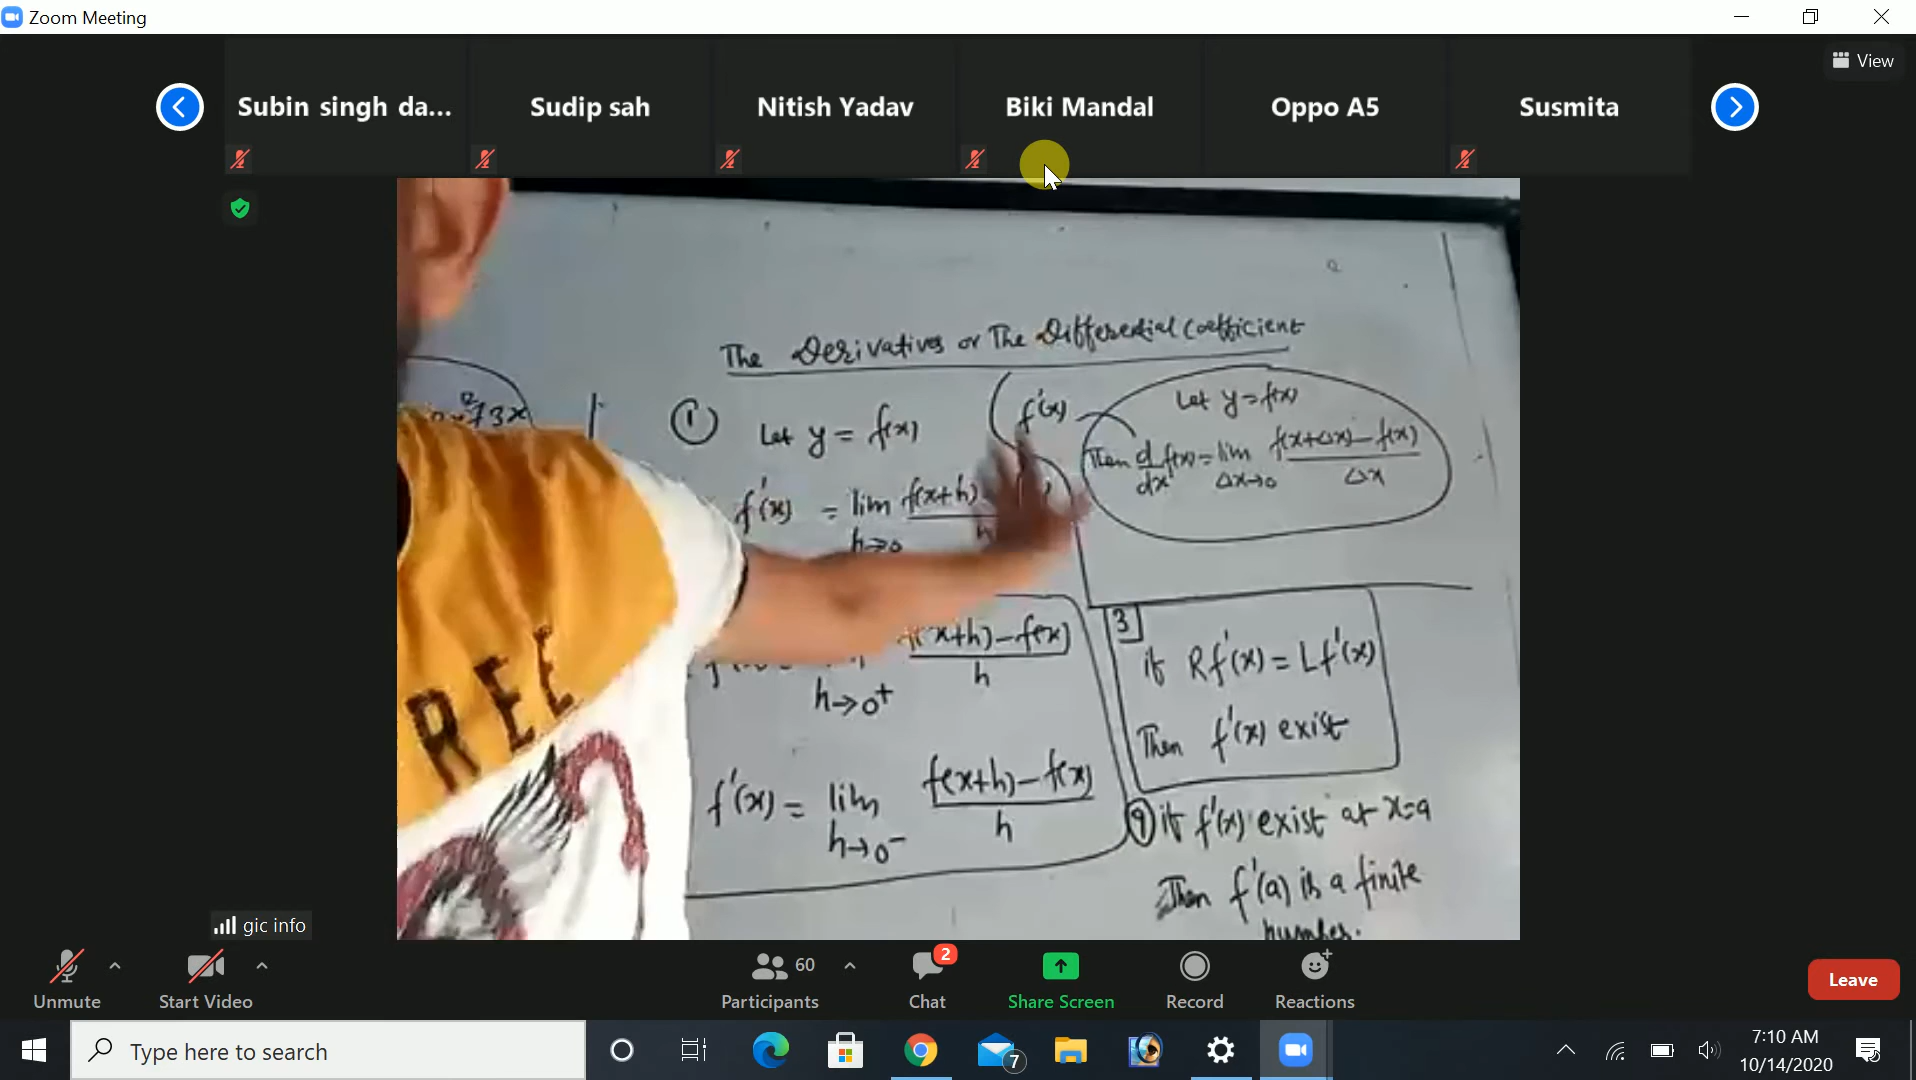 Zoom Meeting
View
Subin singh da...
Sudip sah
Nitish Yadav
Biki Mandal
Oppo A5
Susmita
The Derivatives or The Differential Coefficient
① Let y = f(x)
f'(x)
Let y = f(x)
Then d/dx f(x) = lim Δx→0 f(x+Δx) – f(x) / Δx
f'(x) = lim h→0 f(x+h)
h
+3x
f(x+h) – f(x) / h
h→0⁺
f'(x) = lim h→0⁻ f(x+h) – f(x) / h
3
if Rf'(x) = Lf'(x)
Then f'(x) exist
if f'(x) exist at x=a
Then f'(a) is a finite
number.
REE
gic info
Unmute
Start Video
60
Participants
2
Chat
Share Screen
Record
Reactions
Leave
Type here to search
7
7:10 AM
10/14/2020